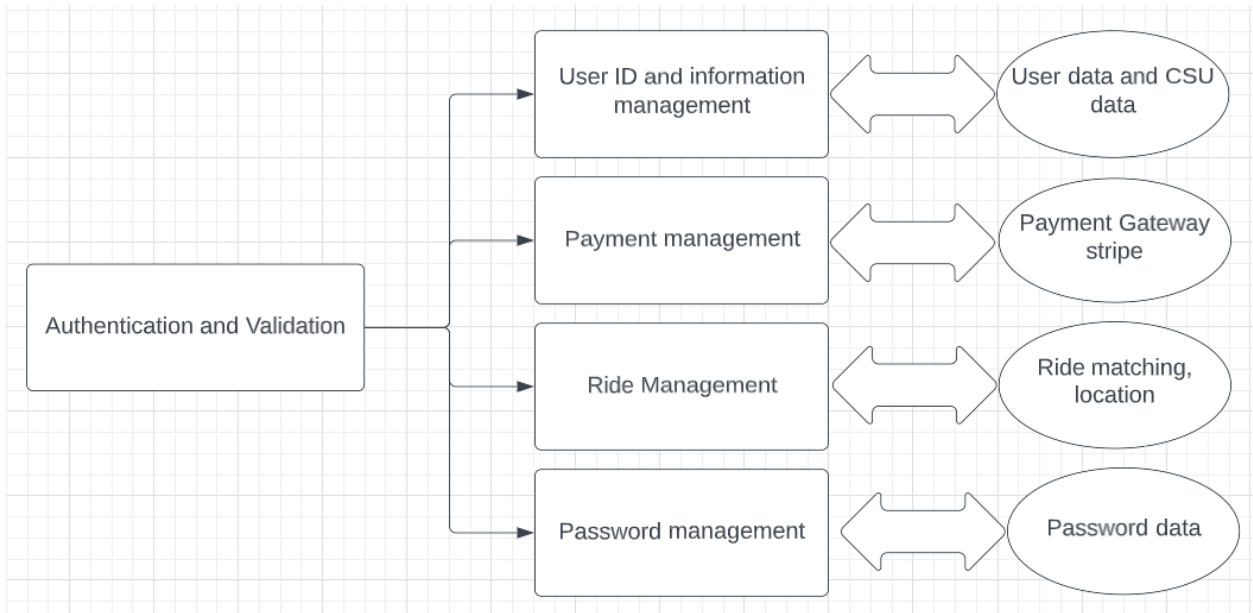 User ID and information
management
User data and CSU
data
Payment management
Payment Gateway
stripe
Authentication and Validation
Ride Management
Ride matching,
location
Password management
Password data